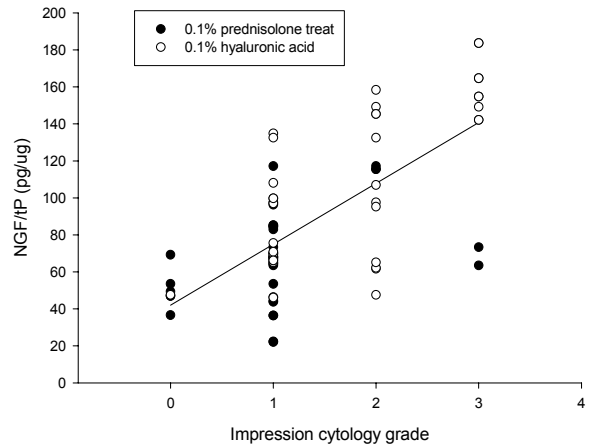 0.1% prednisolone treat
0.1% hyaluronic acid
NGF/tP (pg/ug)
200
180
160
140
120
100
80
60
40
20
0
0 1 2 3 4
Impression cytology grade